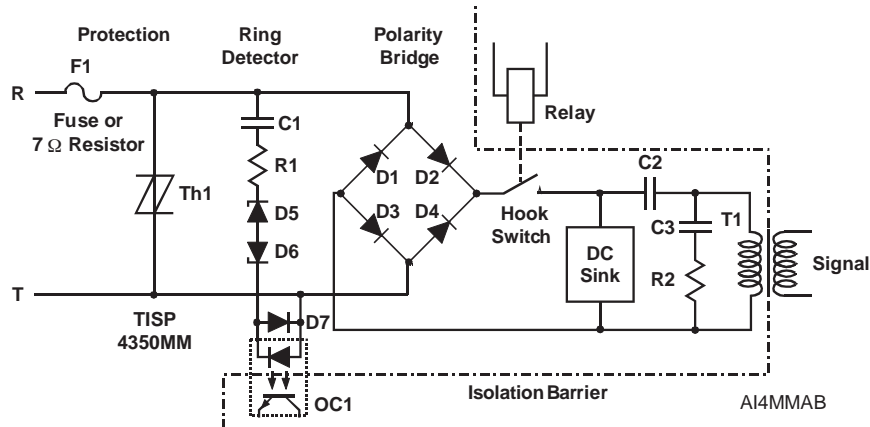 Protection
Ring
Detector
Polarity
Bridge
F1
R
Fuse or
7 Ω Resistor
Relay
C1
R1
Th1
D1
D2
D3
D4
D5
D6
Hook
Switch
C2
C3
T1
R2
DC
Sink
Signal
T
TISP
4350MM
D7
OC1
Isolation Barrier
AI4MMAB